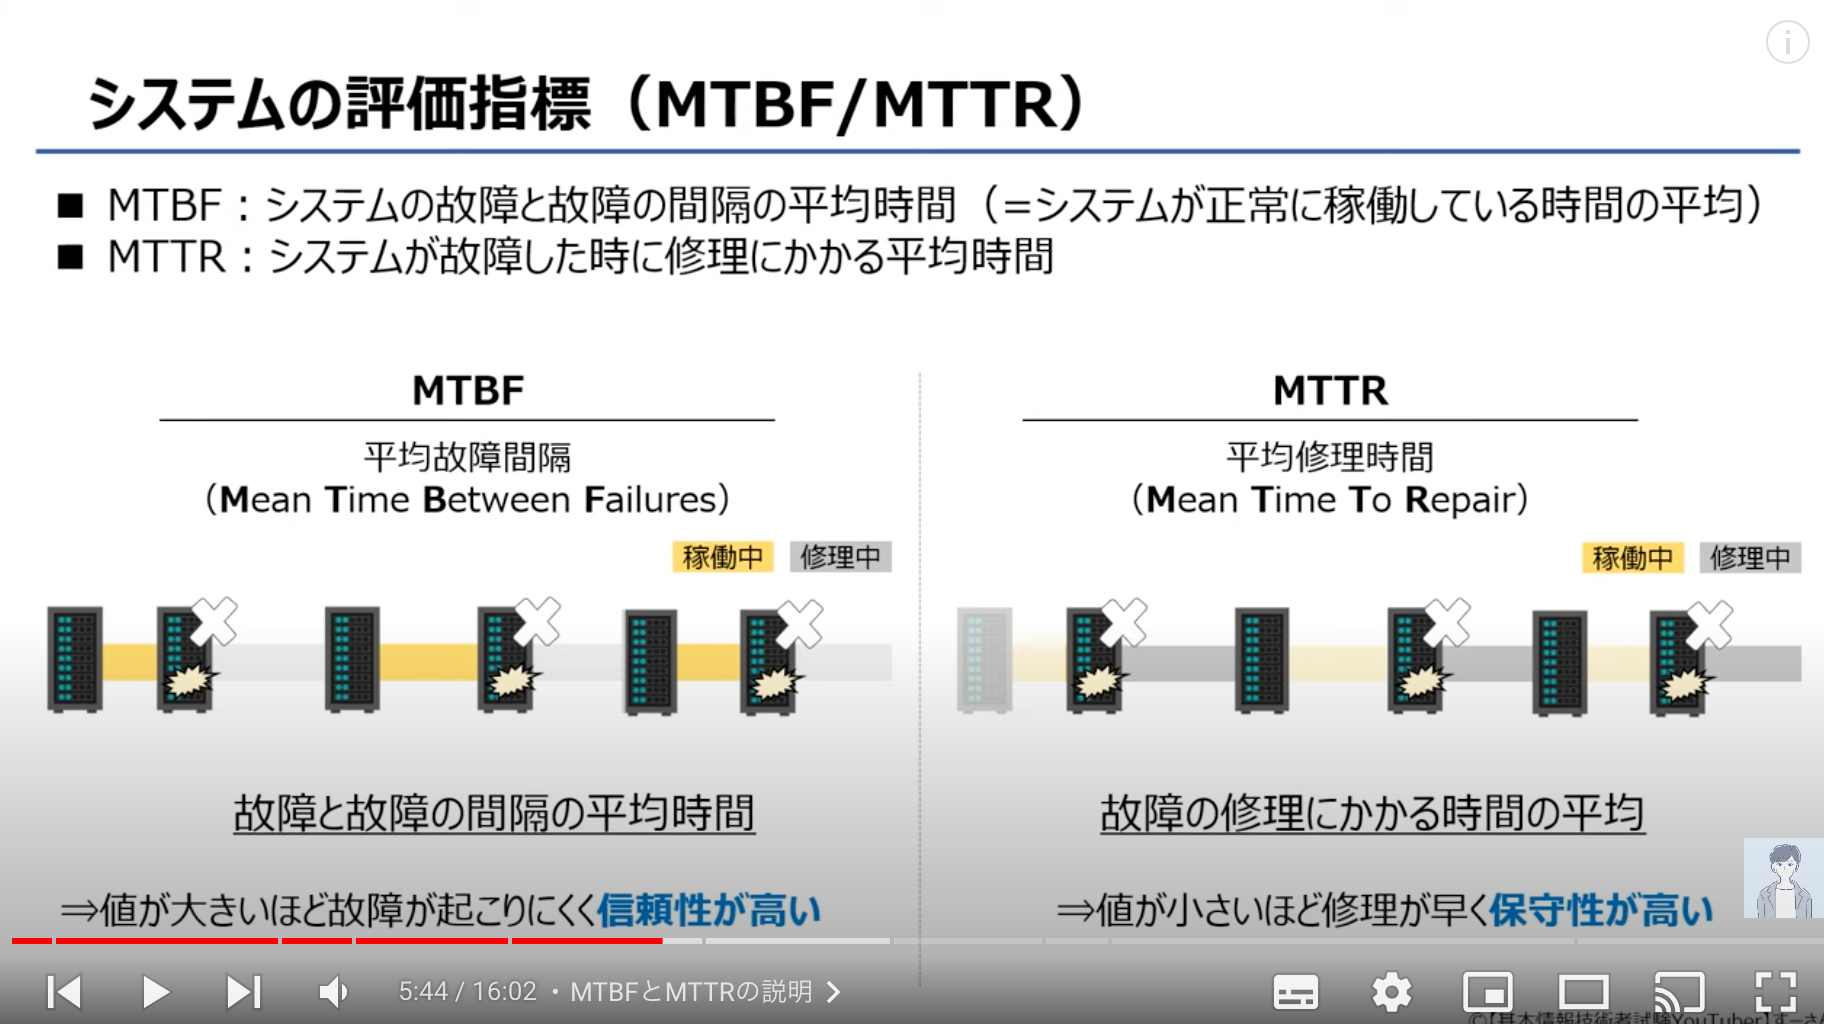 システムの評価指標（MTBF/MTTR）
■ MTBF：システムの故障と故障の間隔の平均時間（=システムが正常に稼働している時間の平均）
■ MTTR：システムが故障した時に修理にかかる平均時間
MTBF
平均故障間隔
（Mean Time Between Failures）
稼働中 修理中
故障と故障の間隔の平均時間
⇒値が大きいほど故障が起こりにくく信頼性が高い
MTTR
平均修理時間
（Mean Time To Repair）
稼働中 修理中
故障の修理にかかる時間の平均
⇒値が小さいほど修理が早く保守性が高い
5:44 / 16:02 ・ MTBFとMTTRの説明
©【基本情報技術者試験YouTuber】すーさん